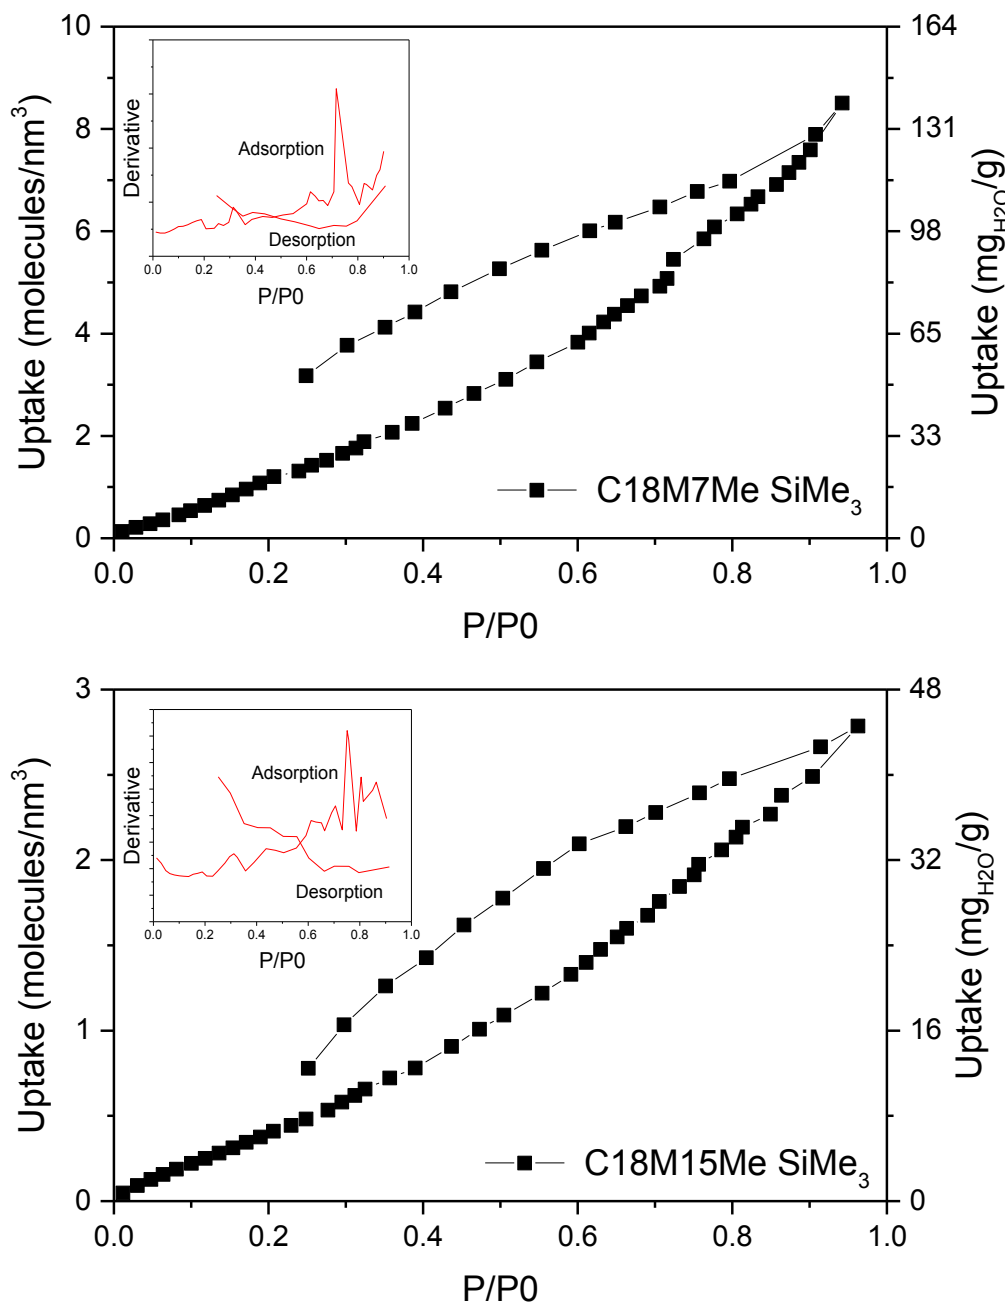 10
8
6
4
2
0
Uptake (molecules/nm³)
164
131
98
65
33
0
Uptake (mg_H2O/g)
0.0 0.2 0.4 0.6 0.8 1.0
P/P0
C18M7Me SiMe₃
Derivative
Adsorption
Desorption
0.0 0.2 0.4 0.6 0.8 1.0
P/P0
3
2
1
0
Uptake (molecules/nm³)
48
32
16
0
Uptake (mg_H2O/g)
0.0 0.2 0.4 0.6 0.8 1.0
P/P0
C18M15Me SiMe₃
Derivative
Adsorption
Desorption
0.0 0.2 0.4 0.6 0.8 1.0
P/P0